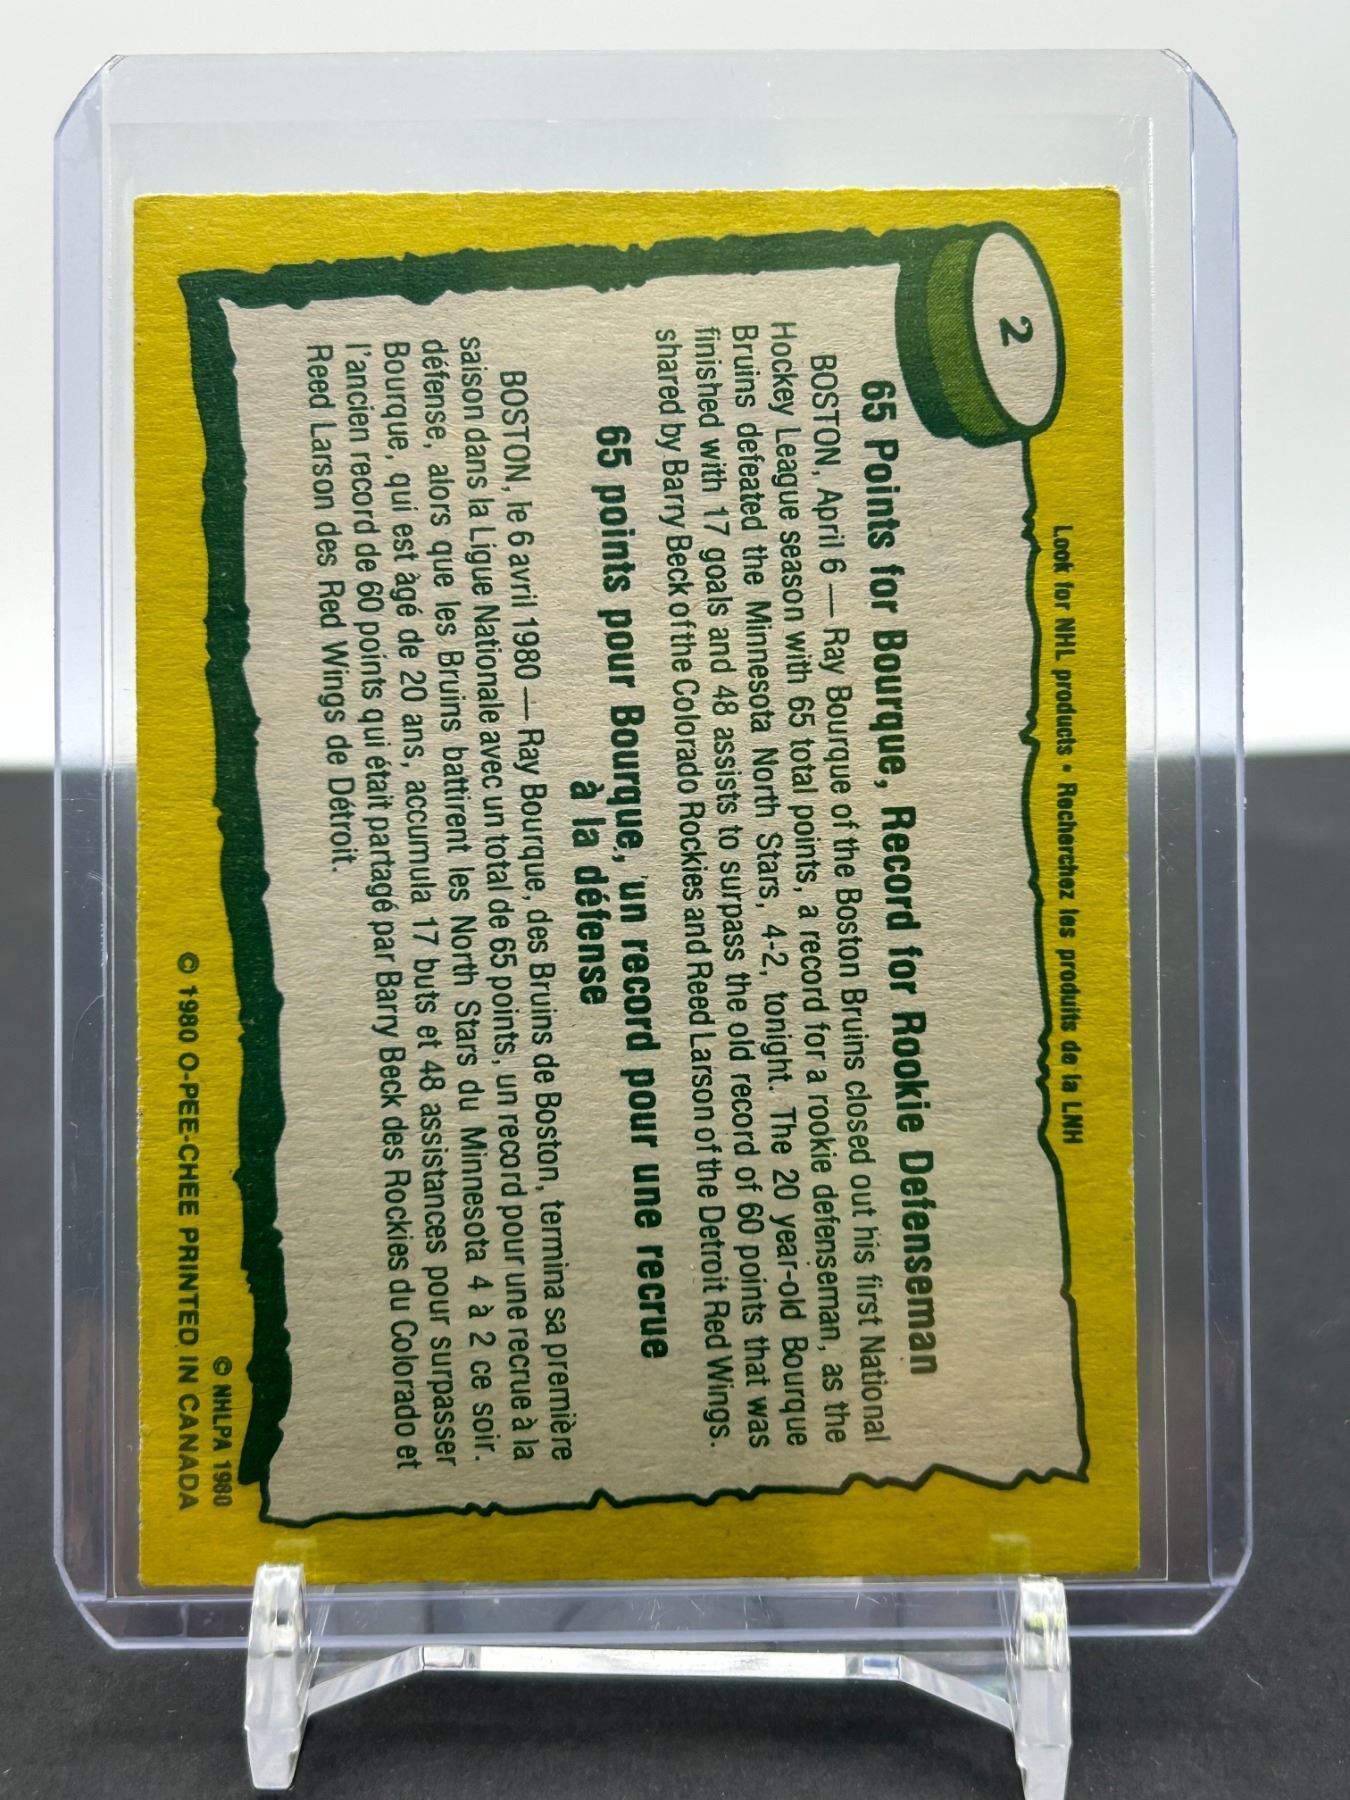 2
Look for NHL products • Recherchez les produits de la LNH
65 Points for Bourque, Record for Rookie Defenseman
BOSTON, April 6 — Ray Bourque of the Boston Bruins closed out his first National
Hockey League season with 65 total points, a record for a rookie defenseman, as the
Bruins defeated the Minnesota North Stars, 4-2, tonight. The 20 year-old Bourque
finished with 17 goals and 48 assists to surpass the old record of 60 points that was
shared by Barry Beck of the Colorado Rockies and Reed Larson of the Detroit Red Wings.
65 points pour Bourque, un record pour une recrue
à la défense
BOSTON, le 6 avril 1980 — Ray Bourque, des Bruins de Boston, termina sa première
saison dans la Ligue Nationale avec un total de 65 points, un record pour une recrue à la
défense, alors que les Bruins battirent les North Stars du Minnesota 4 à 2 ce soir.
Bourque, qui est âgé de 20 ans, accumula 17 buts et 48 assistances pour surpasser
l'ancien record de 60 points qui était partagé par Barry Beck des Rockies du Colorado et
Reed Larson des Red Wings de Détroit.
© NHLPA 1980
© 1980 O-PEE-CHEE PRINTED IN CANADA